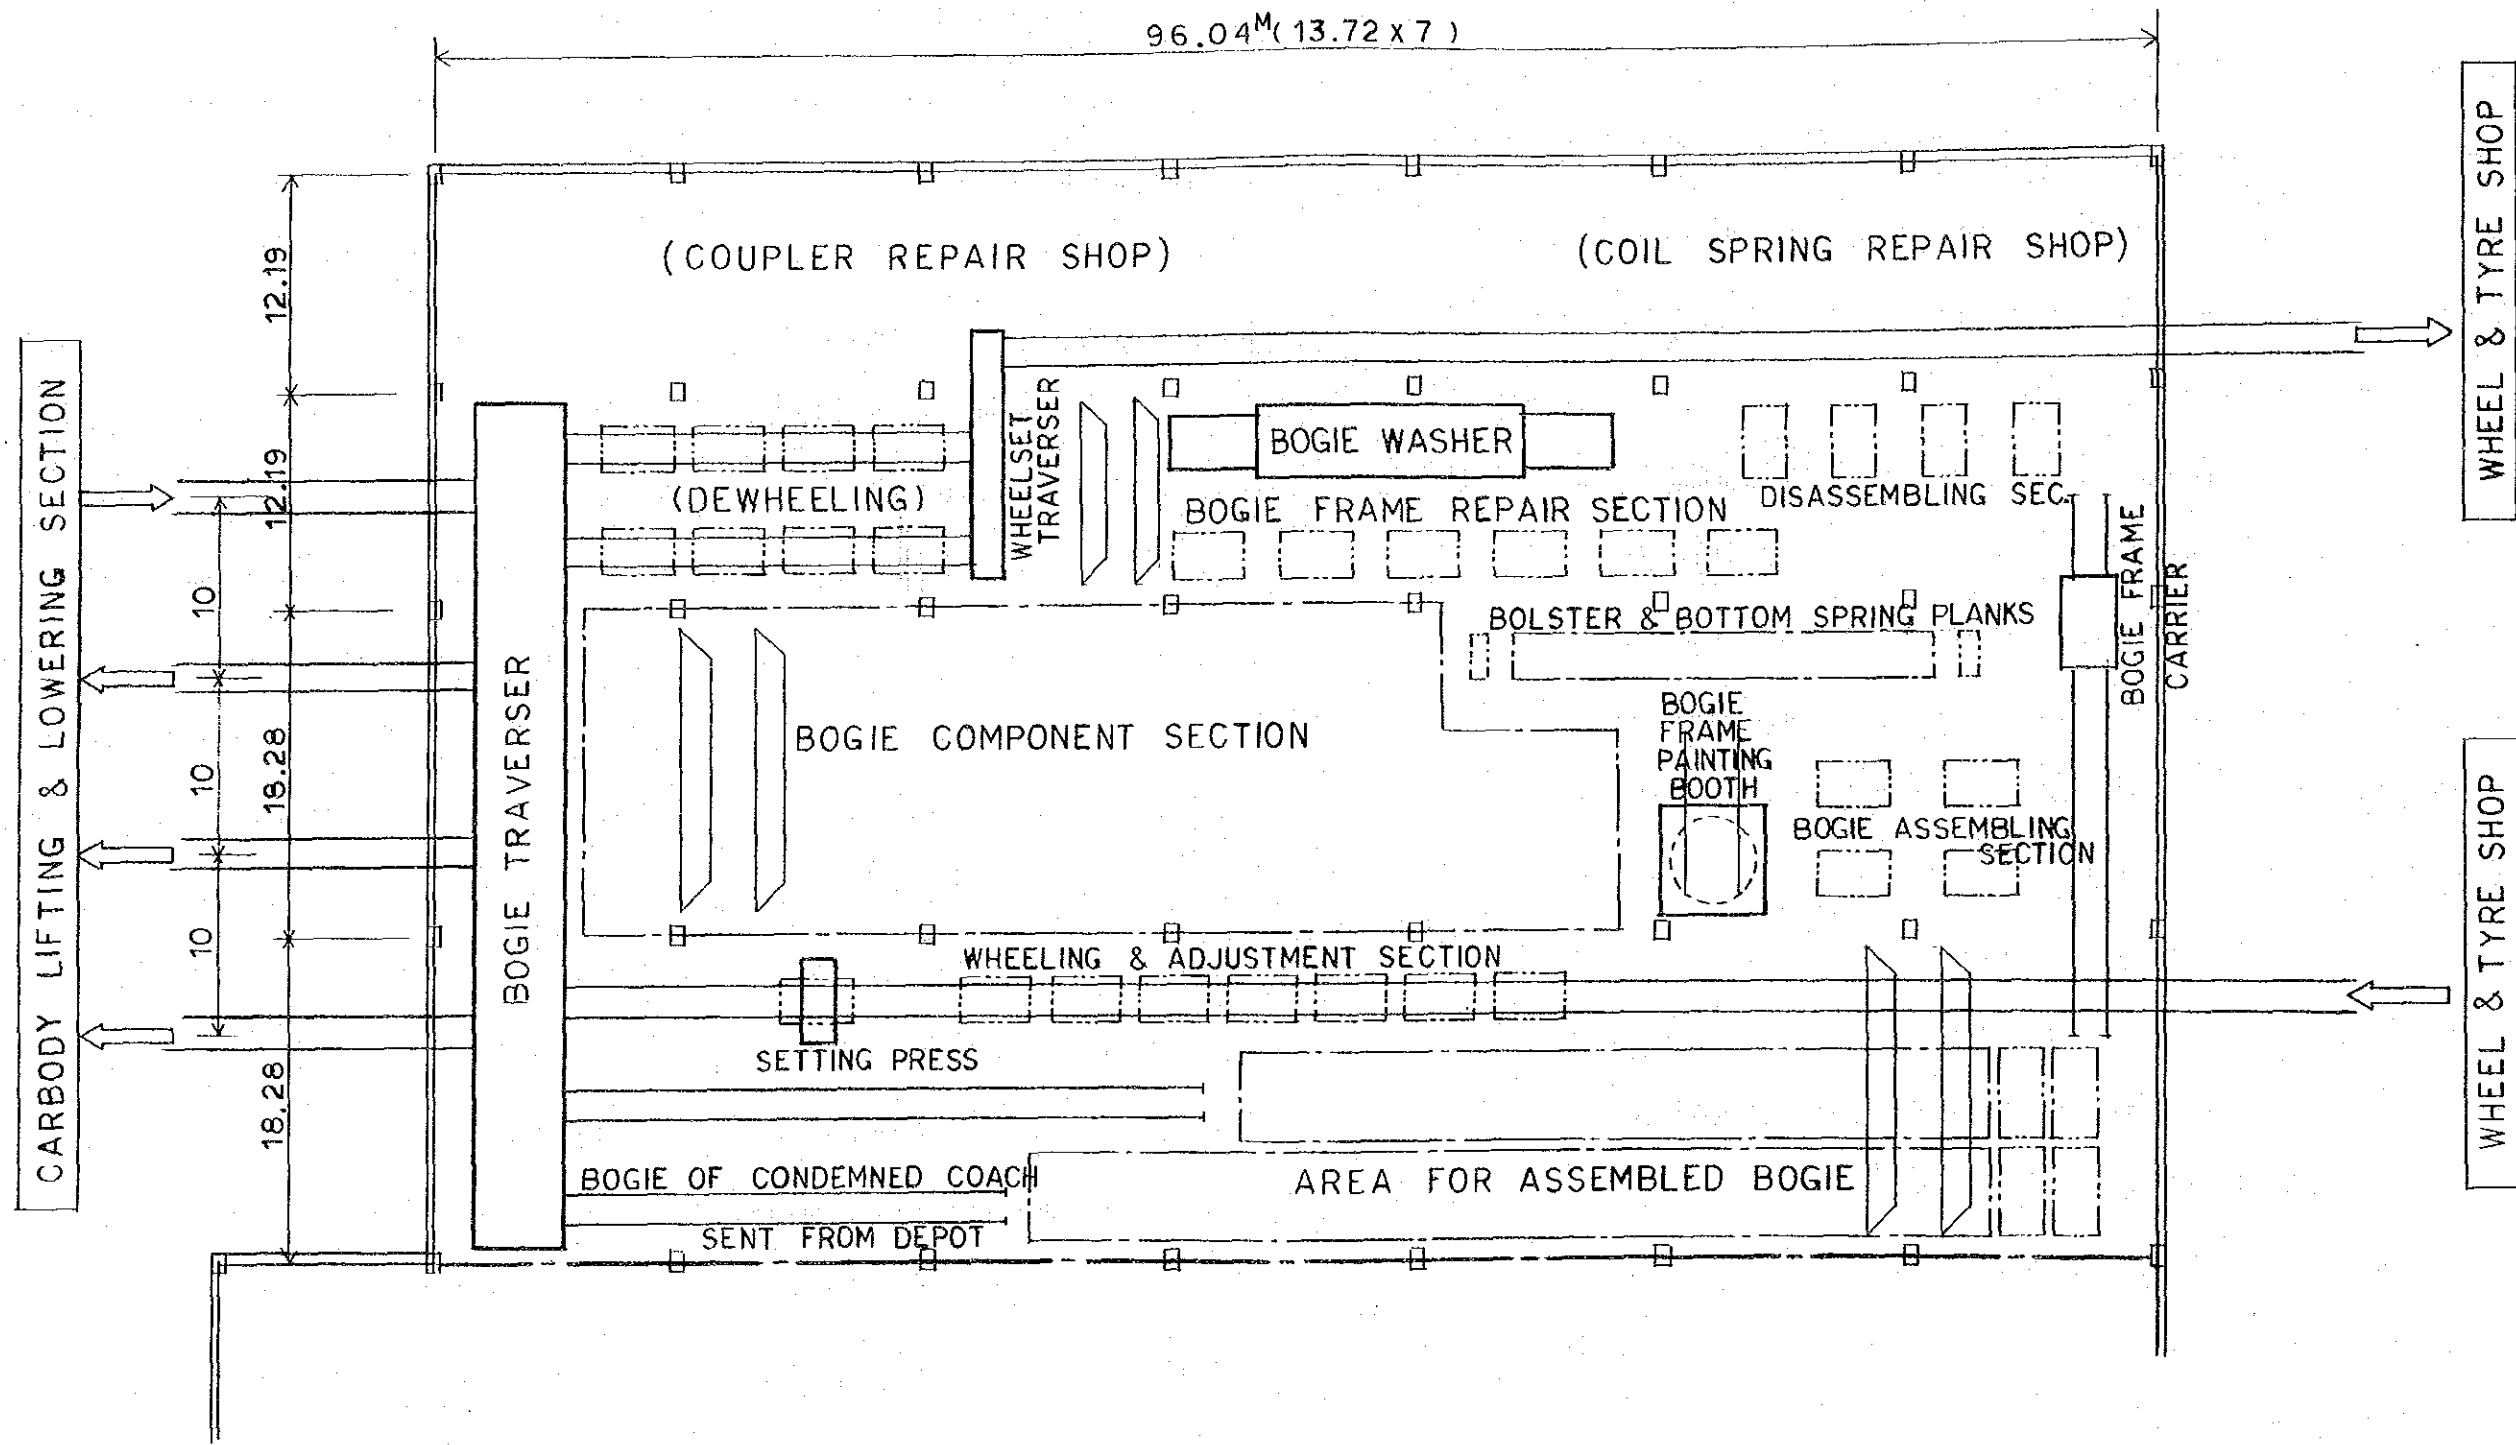 96.04M(13.72 X 7)
WHEEL & TYRE SHOP
(COUPLER REPAIR SHOP)
(COIL SPRING REPAIR SHOP)
12.19
CARBODY LIFTING & LOWERING SECTION
WHEELSET
TRAVERSER
BOGIE WASHER
12.19
(DEWHEELING)
BOGIE FRAME REPAIR SECTION
DISASSEMBLING SEC.
10
BOGIE FRAME
CARRIER
BOLSTER & BOTTOM SPRING PLANKS
BOGIE TRAVERSER
BOGIE COMPONENT SECTION
BOGIE
FRAME
PAINTING
BOOTH
10
18.28
BOGIE ASSEMBLING
SECTION
WHEEL & TYRE SHOP
10
WHEELING & ADJUSTMENT SECTION
SETTING PRESS
18.28
BOGIE OF CONDEMNED COACH
AREA FOR ASSEMBLED BOGIE
SENT FROM DEPOT